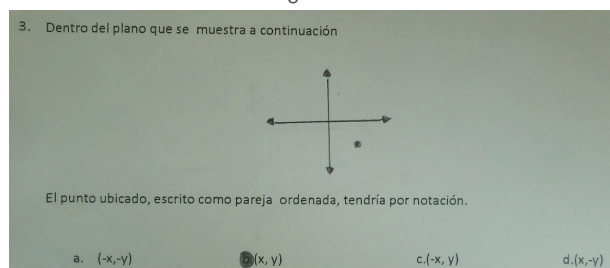 3. Dentro del plano que se muestra a continuación
El punto ubicado, escrito como pareja ordenada, tendría por notación.
a. (-x,-y) b (x, y) c.(-x, y) d.(x,-y)